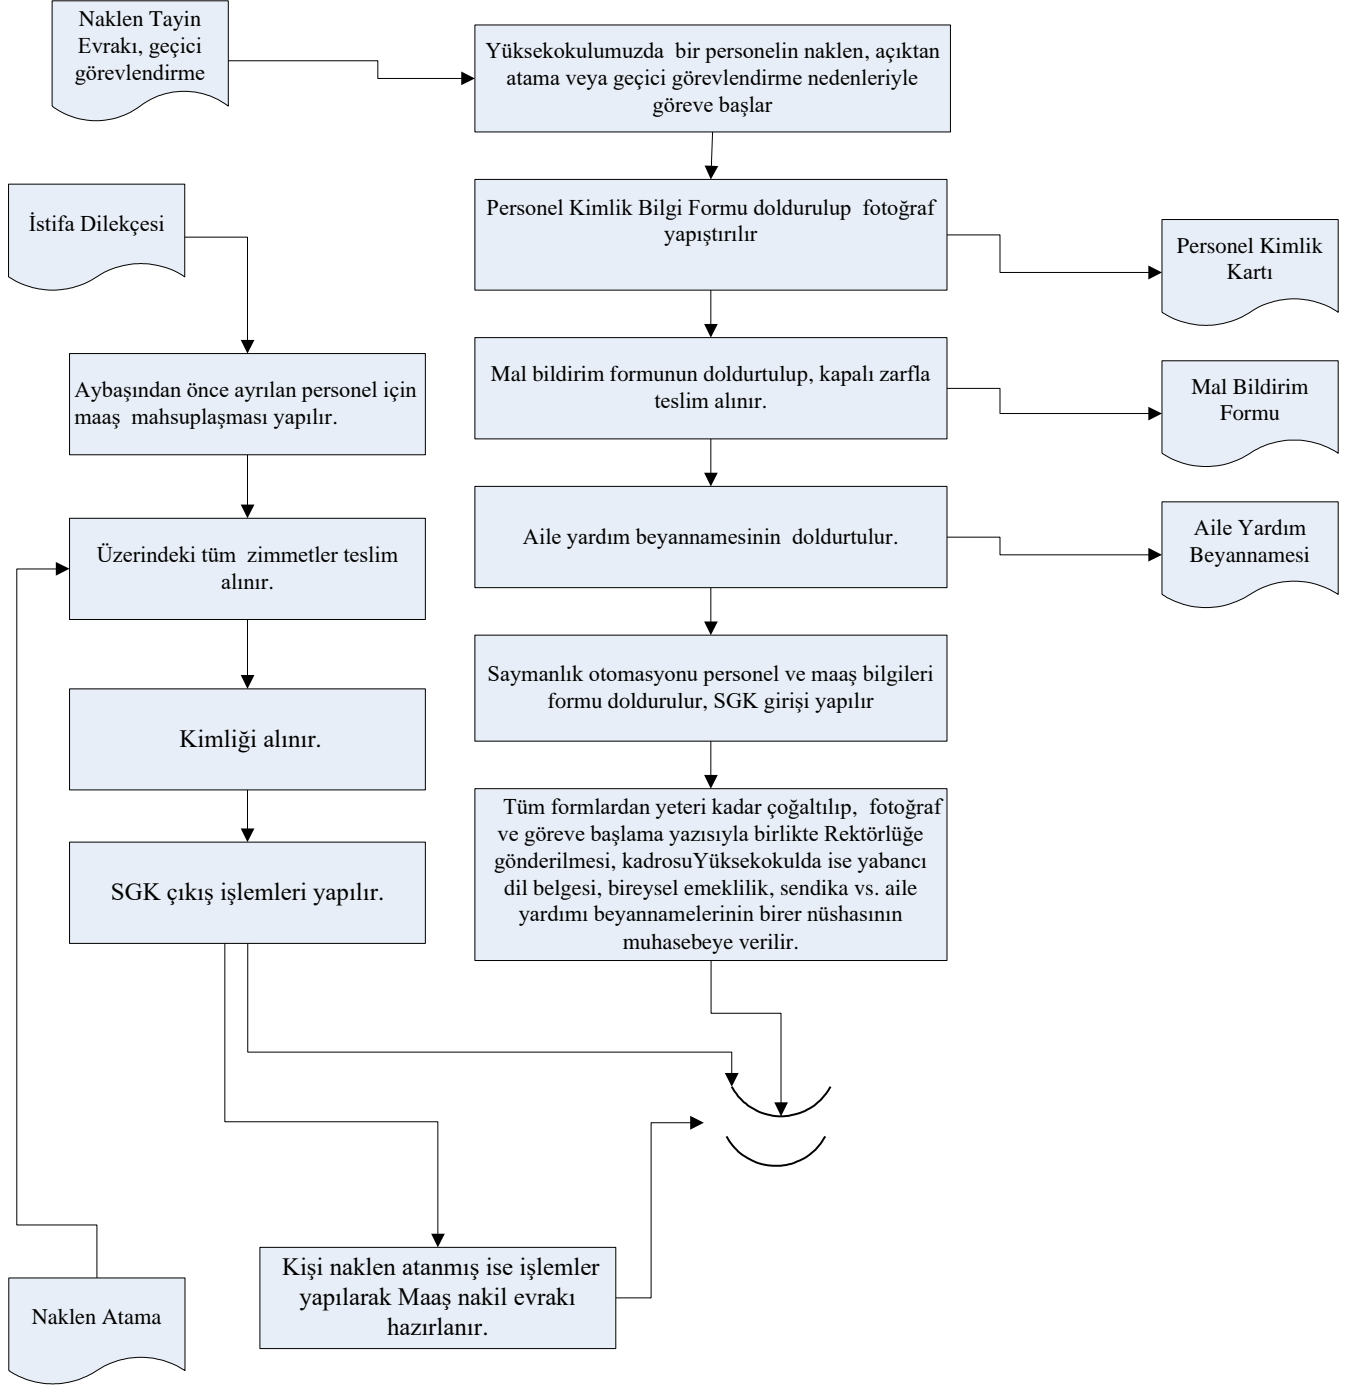 Naklen Tayin
Evrakı, geçici
görevlendirme
Yüksekokulumuzda bir personelin naklen, açıktan
atama veya geçici görevlendirme nedenleriyle
göreve başlar
İstifa Dilekçesi
Personel Kimlik Bilgi Formu doldurulup fotoğraf
yapıştırılır
Personel Kimlik
Kartı
Aybaşından önce ayrılan personel için
maaş mahsuplaşması yapılır.
Mal bildirim formunun doldurtulup, kapalı zarfla
teslim alınır.
Mal Bildirim
Formu
Üzerindeki tüm zimmetler teslim
alınır.
Aile yardım beyannamesinin doldurtulur.
Aile Yardım
Beyannamesi
Kimliği alınır.
Saymanlık otomasyonu personel ve maaş bilgileri
formu doldurulur, SGK girişi yapılır
SGK çıkış işlemleri yapılır.
Tüm formlardan yeteri kadar çoğaltılıp, fotoğraf
ve göreve başlama yazısıyla birlikte Rektörlüğe
gönderilmesi, kadrosuYüksekokulda ise yabancı
dil belgesi, bireysel emeklilik, sendika vs. aile
yardımı beyannamelerinin birer nüshasının
muhasebeye verilir.
Naklen Atama
Kişi naklen atanmış ise işlemler
yapılarak Maaş nakil evrakı
hazırlanır.